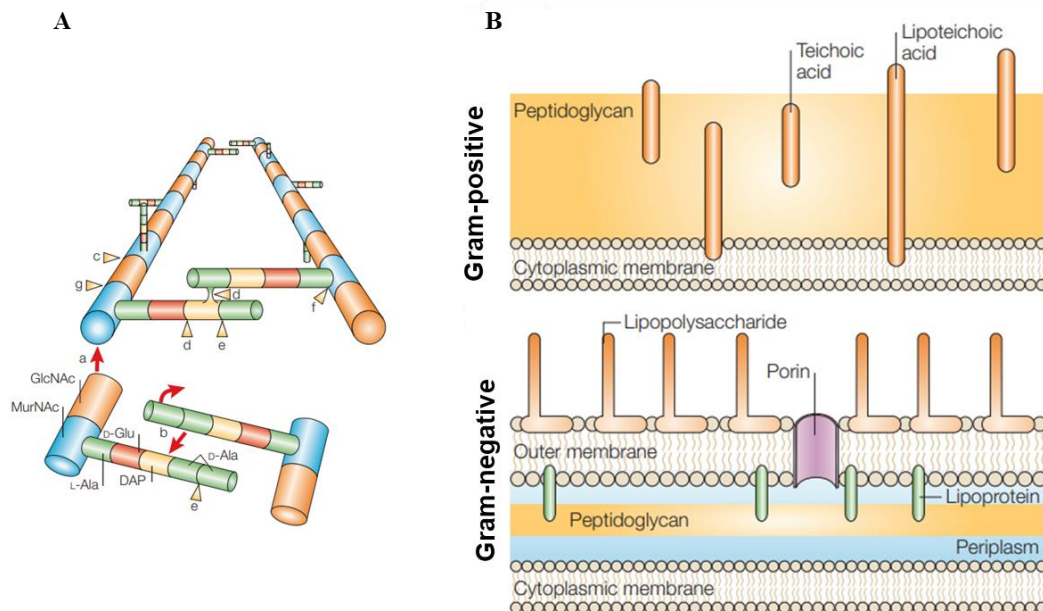 A
c
g
d
f
d
e
a
GlcNAc
MurNAc
D-Glu
b
D-Ala
L-Ala
DAP
e
B
Gram-positive
Teichoic
acid
Lipoteichoic
acid
Peptidoglycan
Cytoplasmic membrane
Gram-negative
Lipopolysaccharide
Porin
Outer membrane
Lipoprotein
Peptidoglycan
Periplasm
Cytoplasmic membrane